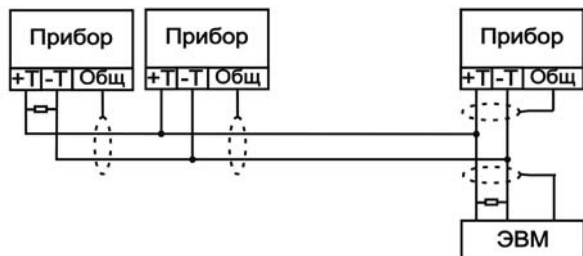 Прибор Прибор Прибор
+Т -Т Общ +Т -Т Общ +Т -Т Общ
ЭВМ